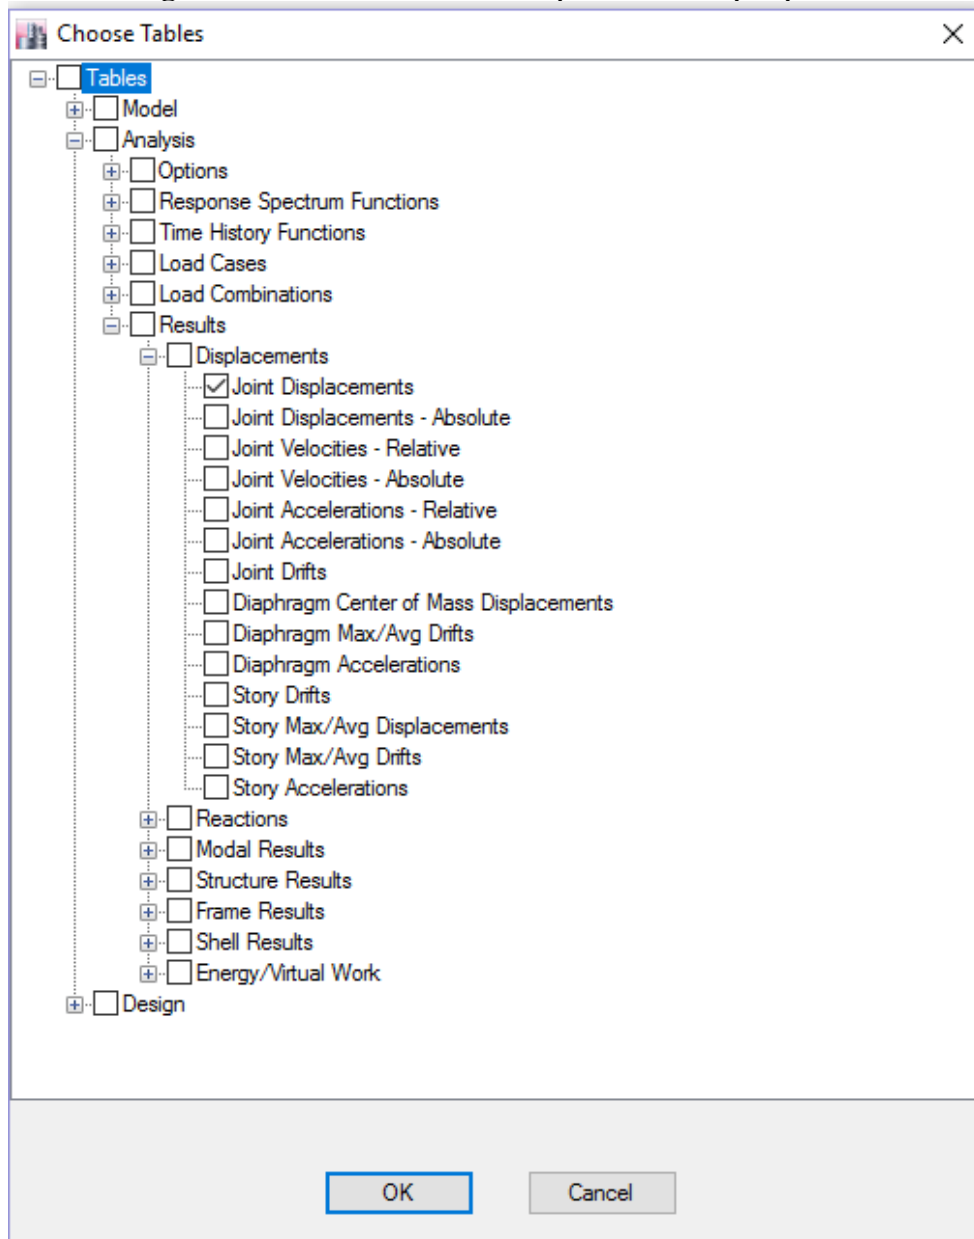 Choose Tables
Tables
Model
Analysis
Options
Response Spectrum Functions
Time History Functions
Load Cases
Load Combinations
Results
Displacements
Joint Displacements
Joint Displacements - Absolute
Joint Velocities - Relative
Joint Velocities - Absolute
Joint Accelerations - Relative
Joint Accelerations - Absolute
Joint Drifts
Diaphragm Center of Mass Displacements
Diaphragm Max/Avg Drifts
Diaphragm Accelerations
Story Drifts
Story Max/Avg Displacements
Story Max/Avg Drifts
Story Accelerations
Reactions
Modal Results
Structure Results
Frame Results
Shell Results
Energy/Virtual Work
Design
OK Cancel